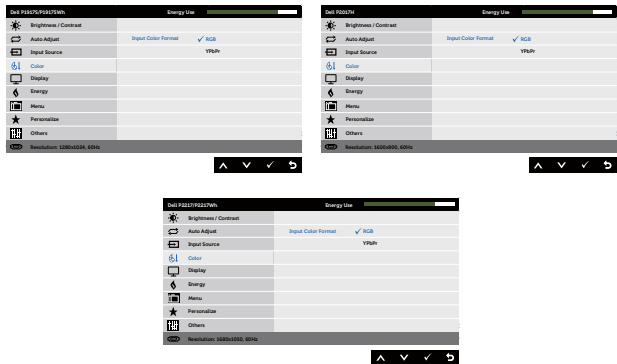 Dell P1917S/P1917SWh Energy Use
Brightness / Contrast
Auto Adjust Input Color Format ✓ RGB
Input Source YPbPr
Color
Display
Energy
Menu
Personalize
Others
Resolution: 1280x1024, 60Hz
Dell P2017H Energy Use
Brightness / Contrast
Auto Adjust Input Color Format ✓ RGB
Input Source YPbPr
Color
Display
Energy
Menu
Personalize
Others
Resolution: 1600x900, 60Hz
Dell P2217/P2217Wh Energy Use
Brightness / Contrast
Auto Adjust Input Color Format ✓ RGB
Input Source YPbPr
Color
Display
Energy
Menu
Personalize
Others
Resolution: 1680x1050, 60Hz